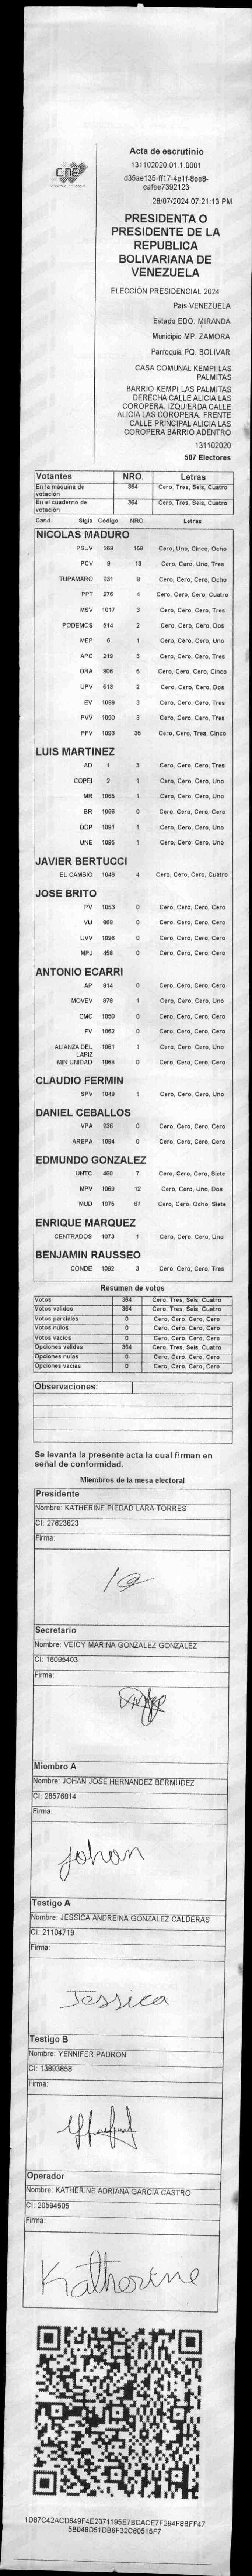 CNE
Acta de escrutinio
131102020.01.1.0001
d35ae135-ff17-4e1f-8ee8-
eafee7392123
28/07/2024 07:21:13 PM
PRESIDENTA O
PRESIDENTE DE LA
REPUBLICA
BOLIVARIANA DE
VENEZUELA
ELECCIÓN PRESIDENCIAL 2024
País VENEZUELA
Estado EDO. MIRANDA
Municipio MP. ZAMORA
Parroquia PQ. BOLIVAR
CASA COMUNAL KEMPI LAS
PALMITAS
BARRIO KEMPI LAS PALMITAS
DERECHA CALLE ALICIA LAS
COROPERA. IZQUIERDA CALLE
ALICIA LAS COROPERA. FRENTE
CALLE PRINCIPAL ALICIA LAS
COROPERA BARRIO ADENTRO
131102020
507 Electores
Votantes NRO. Letras
En la máquina de votación 364 Cero, Tres, Seis, Cuatro
En el cuaderno de votación 364 Cero, Tres, Seis, Cuatro
Cand. Sigla Código NRO. Letras
NICOLAS MADURO
PSUV 269 158 Cero, Uno, Cinco, Ocho
PCV 9 13 Cero, Cero, Uno, Tres
TUPAMARO 931 8 Cero, Cero, Cero, Ocho
PPT 276 4 Cero, Cero, Cero, Cuatro
MSV 1017 3 Cero, Cero, Cero, Tres
PODEMOS 514 2 Cero, Cero, Cero, Dos
MEP 6 1 Cero, Cero, Cero, Uno
APC 219 3 Cero, Cero, Cero, Tres
ORA 906 5 Cero, Cero, Cero, Cinco
UPV 513 2 Cero, Cero, Cero, Dos
EV 1069 3 Cero, Cero, Cero, Tres
PVV 1090 3 Cero, Cero, Cero, Tres
PFV 1093 35 Cero, Cero, Tres, Cinco
LUIS MARTINEZ
AD 1 3 Cero, Cero, Cero, Tres
COPEI 2 1 Cero, Cero, Cero, Uno
MR 1065 1 Cero, Cero, Cero, Uno
BR 1066 0 Cero, Cero, Cero, Cero
DDP 1091 1 Cero, Cero, Cero, Uno
UNE 1095 1 Cero, Cero, Cero, Uno
JAVIER BERTUCCI
EL CAMBIO 1046 4 Cero, Cero, Cero, Cuatro
JOSE BRITO
PV 1053 0 Cero, Cero, Cero, Cero
VU 969 0 Cero, Cero, Cero, Cero
UVV 1096 0 Cero, Cero, Cero, Cero
MPJ 456 0 Cero, Cero, Cero, Cero
ANTONIO ECARRI
AP 814 0 Cero, Cero, Cero, Cero
MOVEV 878 1 Cero, Cero, Cero, Uno
CMC 1050 0 Cero, Cero, Cero, Cero
FV 1062 0 Cero, Cero, Cero, Cero
ALIANZA DEL LAPIZ 1051 1 Cero, Cero, Cero, Uno
MIN UNIDAD 1068 0 Cero, Cero, Cero, Cero
CLAUDIO FERMIN
SPV 1049 1 Cero, Cero, Cero, Uno
DANIEL CEBALLOS
VPA 236 0 Cero, Cero, Cero, Cero
AREPA 1094 0 Cero, Cero, Cero, Cero
EDMUNDO GONZALEZ
UNTC 460 7 Cero, Cero, Cero, Siete
MPV 1069 12 Cero, Cero, Uno, Dos
MUD 1075 87 Cero, Cero, Ocho, Siete
ENRIQUE MARQUEZ
CENTRADOS 1073 1 Cero, Cero, Cero, Uno
BENJAMIN RAUSSEO
CONDE 1082 3 Cero, Cero, Cero, Tres
Resumen de votos
Votos 364 Cero, Tres, Seis, Cuatro
Votos validos 364 Cero, Tres, Seis, Cuatro
Votos parciales 0 Cero, Cero, Cero, Cero
Votos nulos 0 Cero, Cero, Cero, Cero
Votos vacios 0 Cero, Cero, Cero, Cero
Opciones validas 364 Cero, Tres, Seis, Cuatro
Opciones nulas 0 Cero, Cero, Cero, Cero
Opciones vacias 0 Cero, Cero, Cero, Cero
Observaciones:
Se levanta la presente acta la cual firman en
señal de conformidad.
Miembros de la mesa electoral
Presidente
Nombre: KATHERINE PIEDAD LARA TORRES
CI: 27623823
Firma:
Secretario
Nombre: VEICY MARINA GONZALEZ GONZALEZ
CI: 16095403
Firma:
Miembro A
Nombre: JOHAN JOSE HERNANDEZ BERMUDEZ
CI: 28576814
Firma:
johan
Testigo A
Nombre: JESSICA ANDREINA GONZALEZ CALDERAS
CI: 21104719
Firma:
Jessica
Testigo B
Nombre: YENNIFER PADRON
CI: 13893858
Firma:
Operador
Nombre: KATHERINE ADRIANA GARCIA CASTRO
CI: 20594505
Firma:
Katherine
1D87C42ACD649F4E2071195E7BCACE7F294F8BFF47
5B048D51DB6F32C60515F7